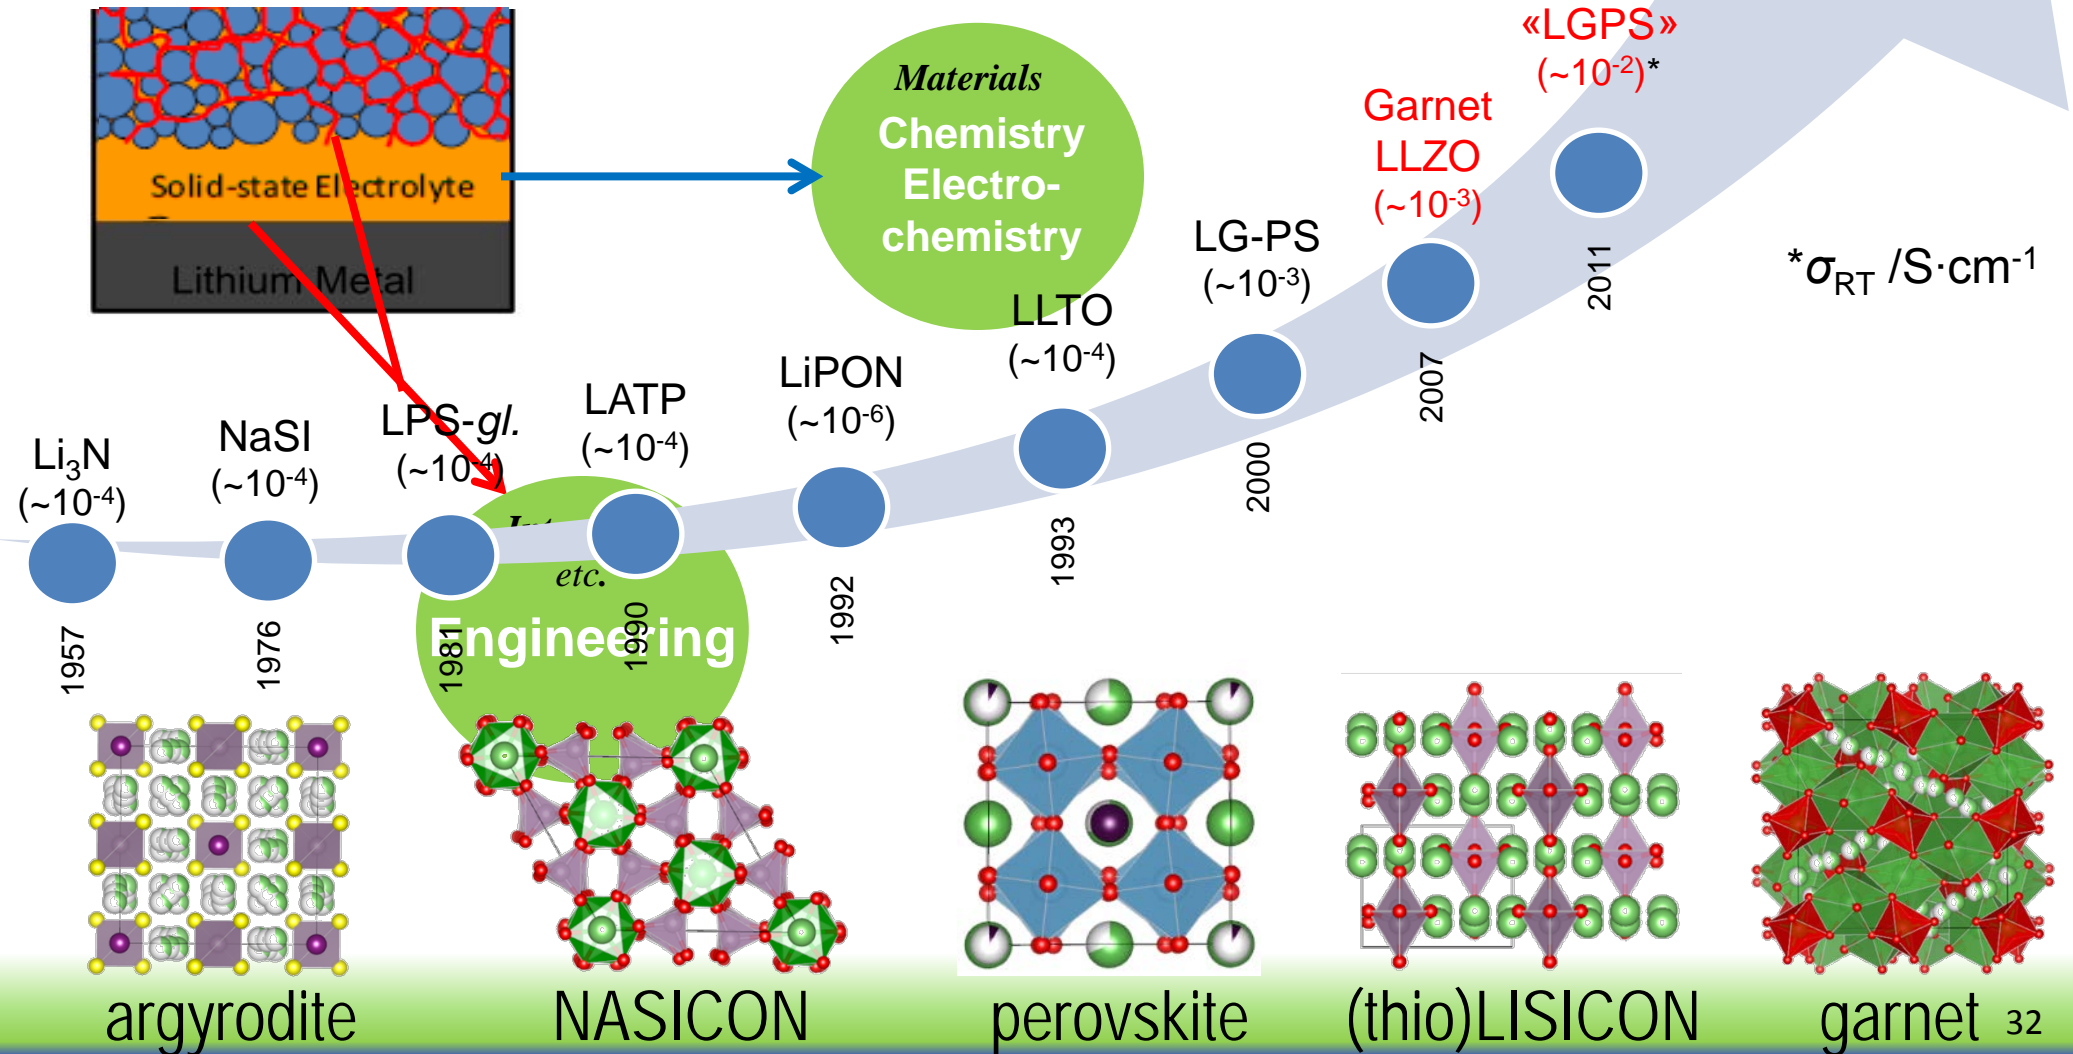 Solid-state Electrolyte
Lithium Metal
Materials
Chemistry
Electro-
chemistry
«LGPS»
(~10⁻²)*
Garnet
LLZO
(~10⁻³)
*σRT /S·cm⁻¹
LG-PS
(~10⁻³)
LLTO
(~10⁻⁴)
LiPON
(~10⁻⁶)
LATP
(~10⁻⁴)
LPS-gl.
(~10⁻⁴)
NaSI
(~10⁻⁴)
Li₃N
(~10⁻⁴)
1957
1976
1981
1990
1992
1993
2000
2007
2011
etc.
Engineering
argyrodite
NASICON
perovskite
(thio)LISICON
garnet
32